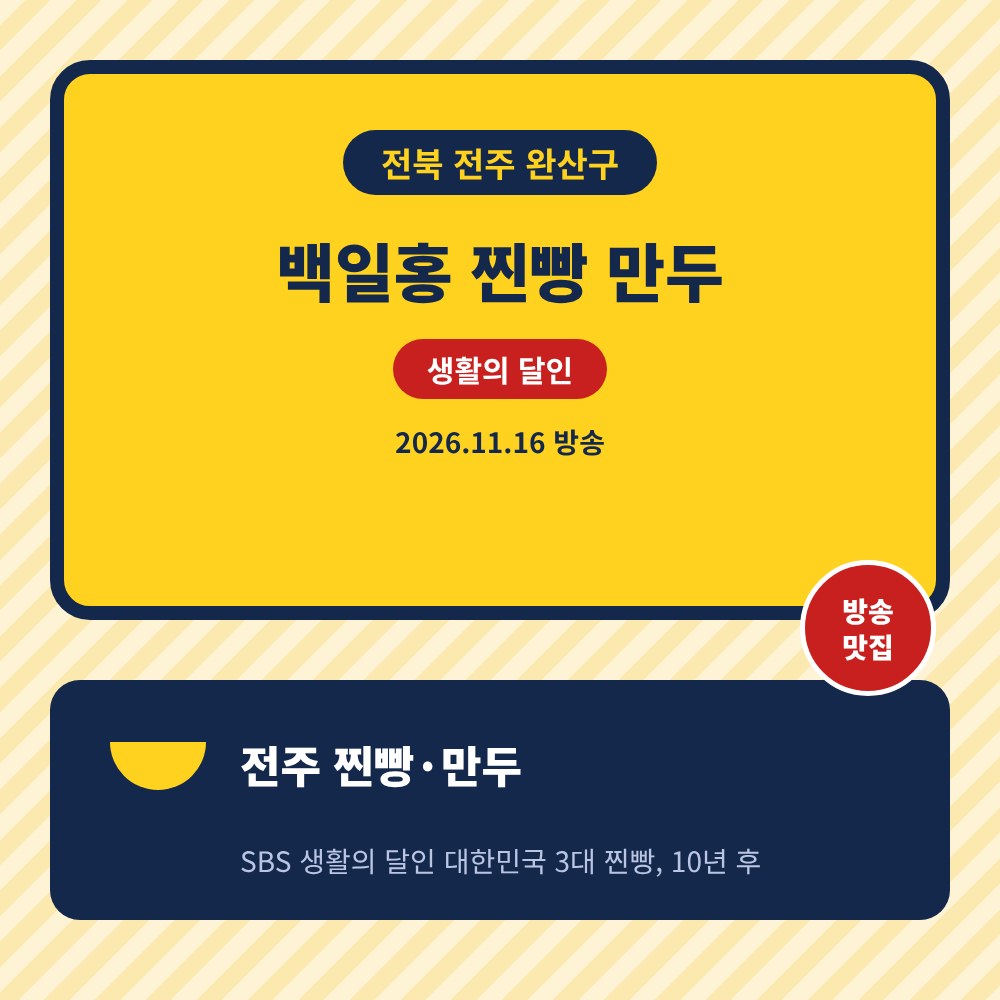 전북 전주 완산구
백일홍 찐빵 만두
생활의 달인
2026.11.16 방송
방송
맛집
전주 찐빵·만두
SBS 생활의 달인 대한민국 3대 찐빵, 10년 후